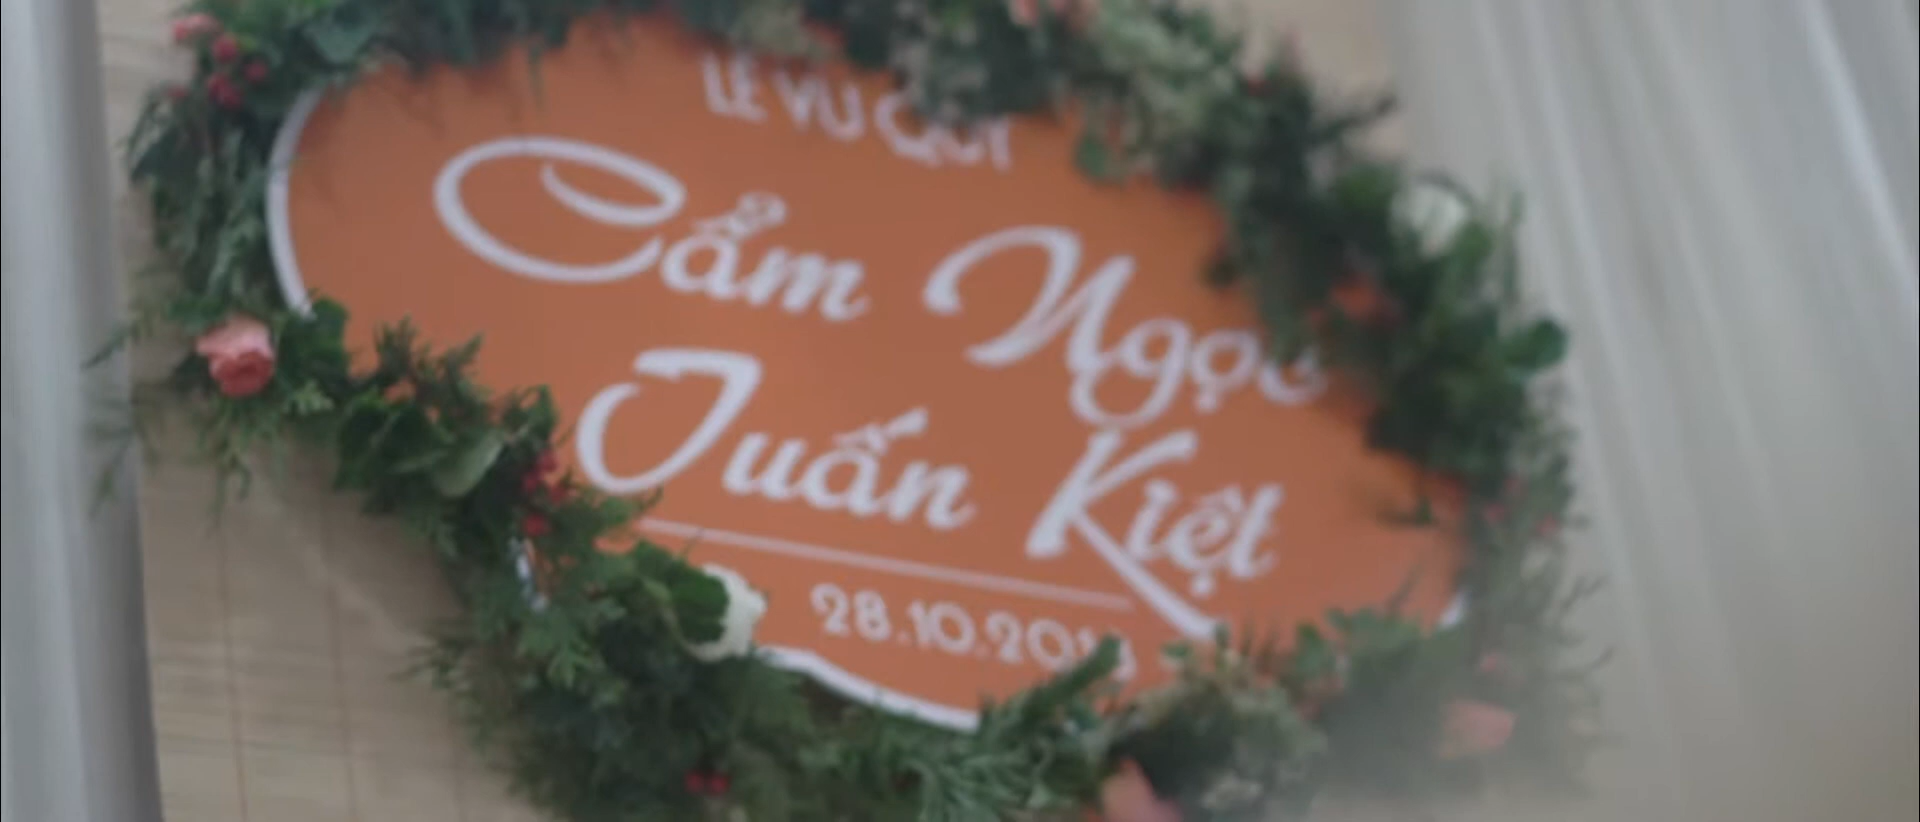 LỄ VU QUY
Cẩm Ngọc
Tuấn Kiệt